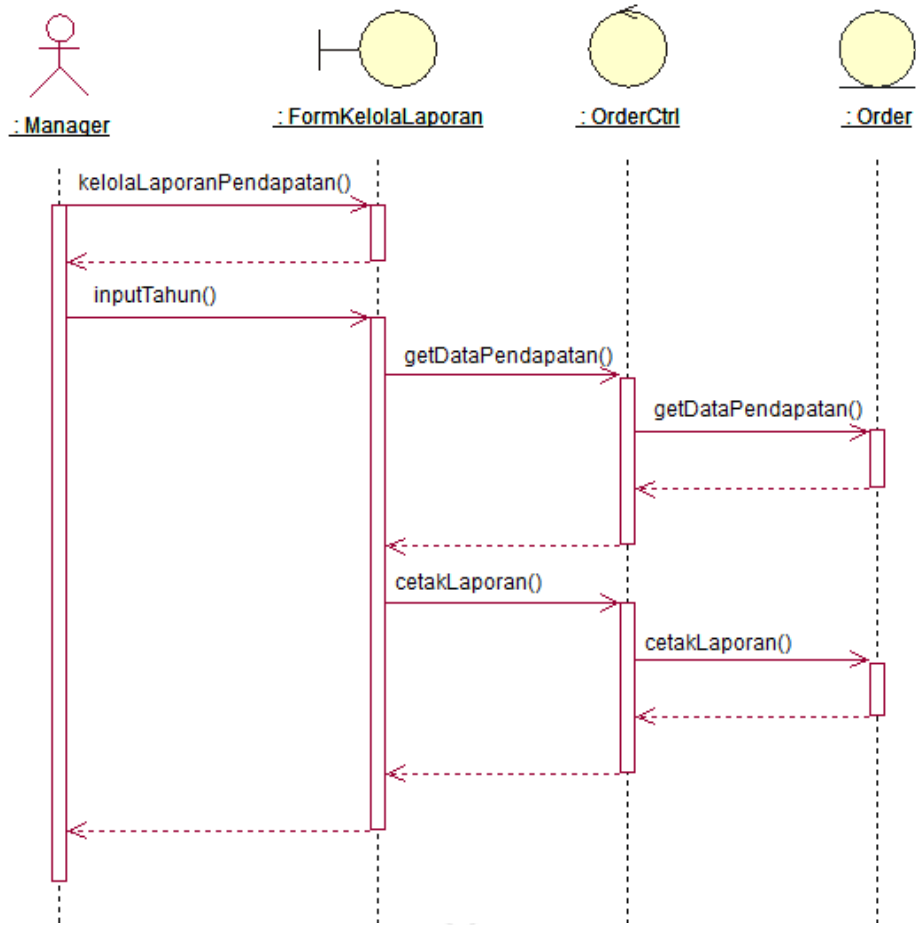 : Manager
: FormKelolaLaporan
: OrderCtrl
: Order
kelolaLaporanPendapatan()
inputTahun()
getDataPendapatan()
getDataPendapatan()
cetakLaporan()
cetakLaporan()